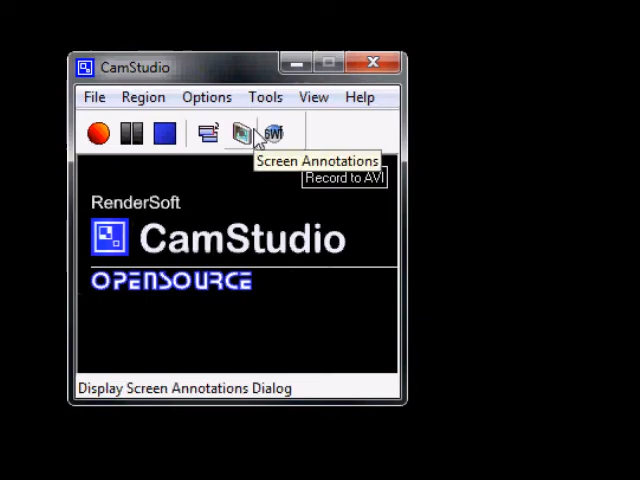 CamStudio
File Region Options Tools View Help
SWF
Screen Annotations
Record to AVI
RenderSoft
CamStudio
OPENSOURCE
Display Screen Annotations Dialog